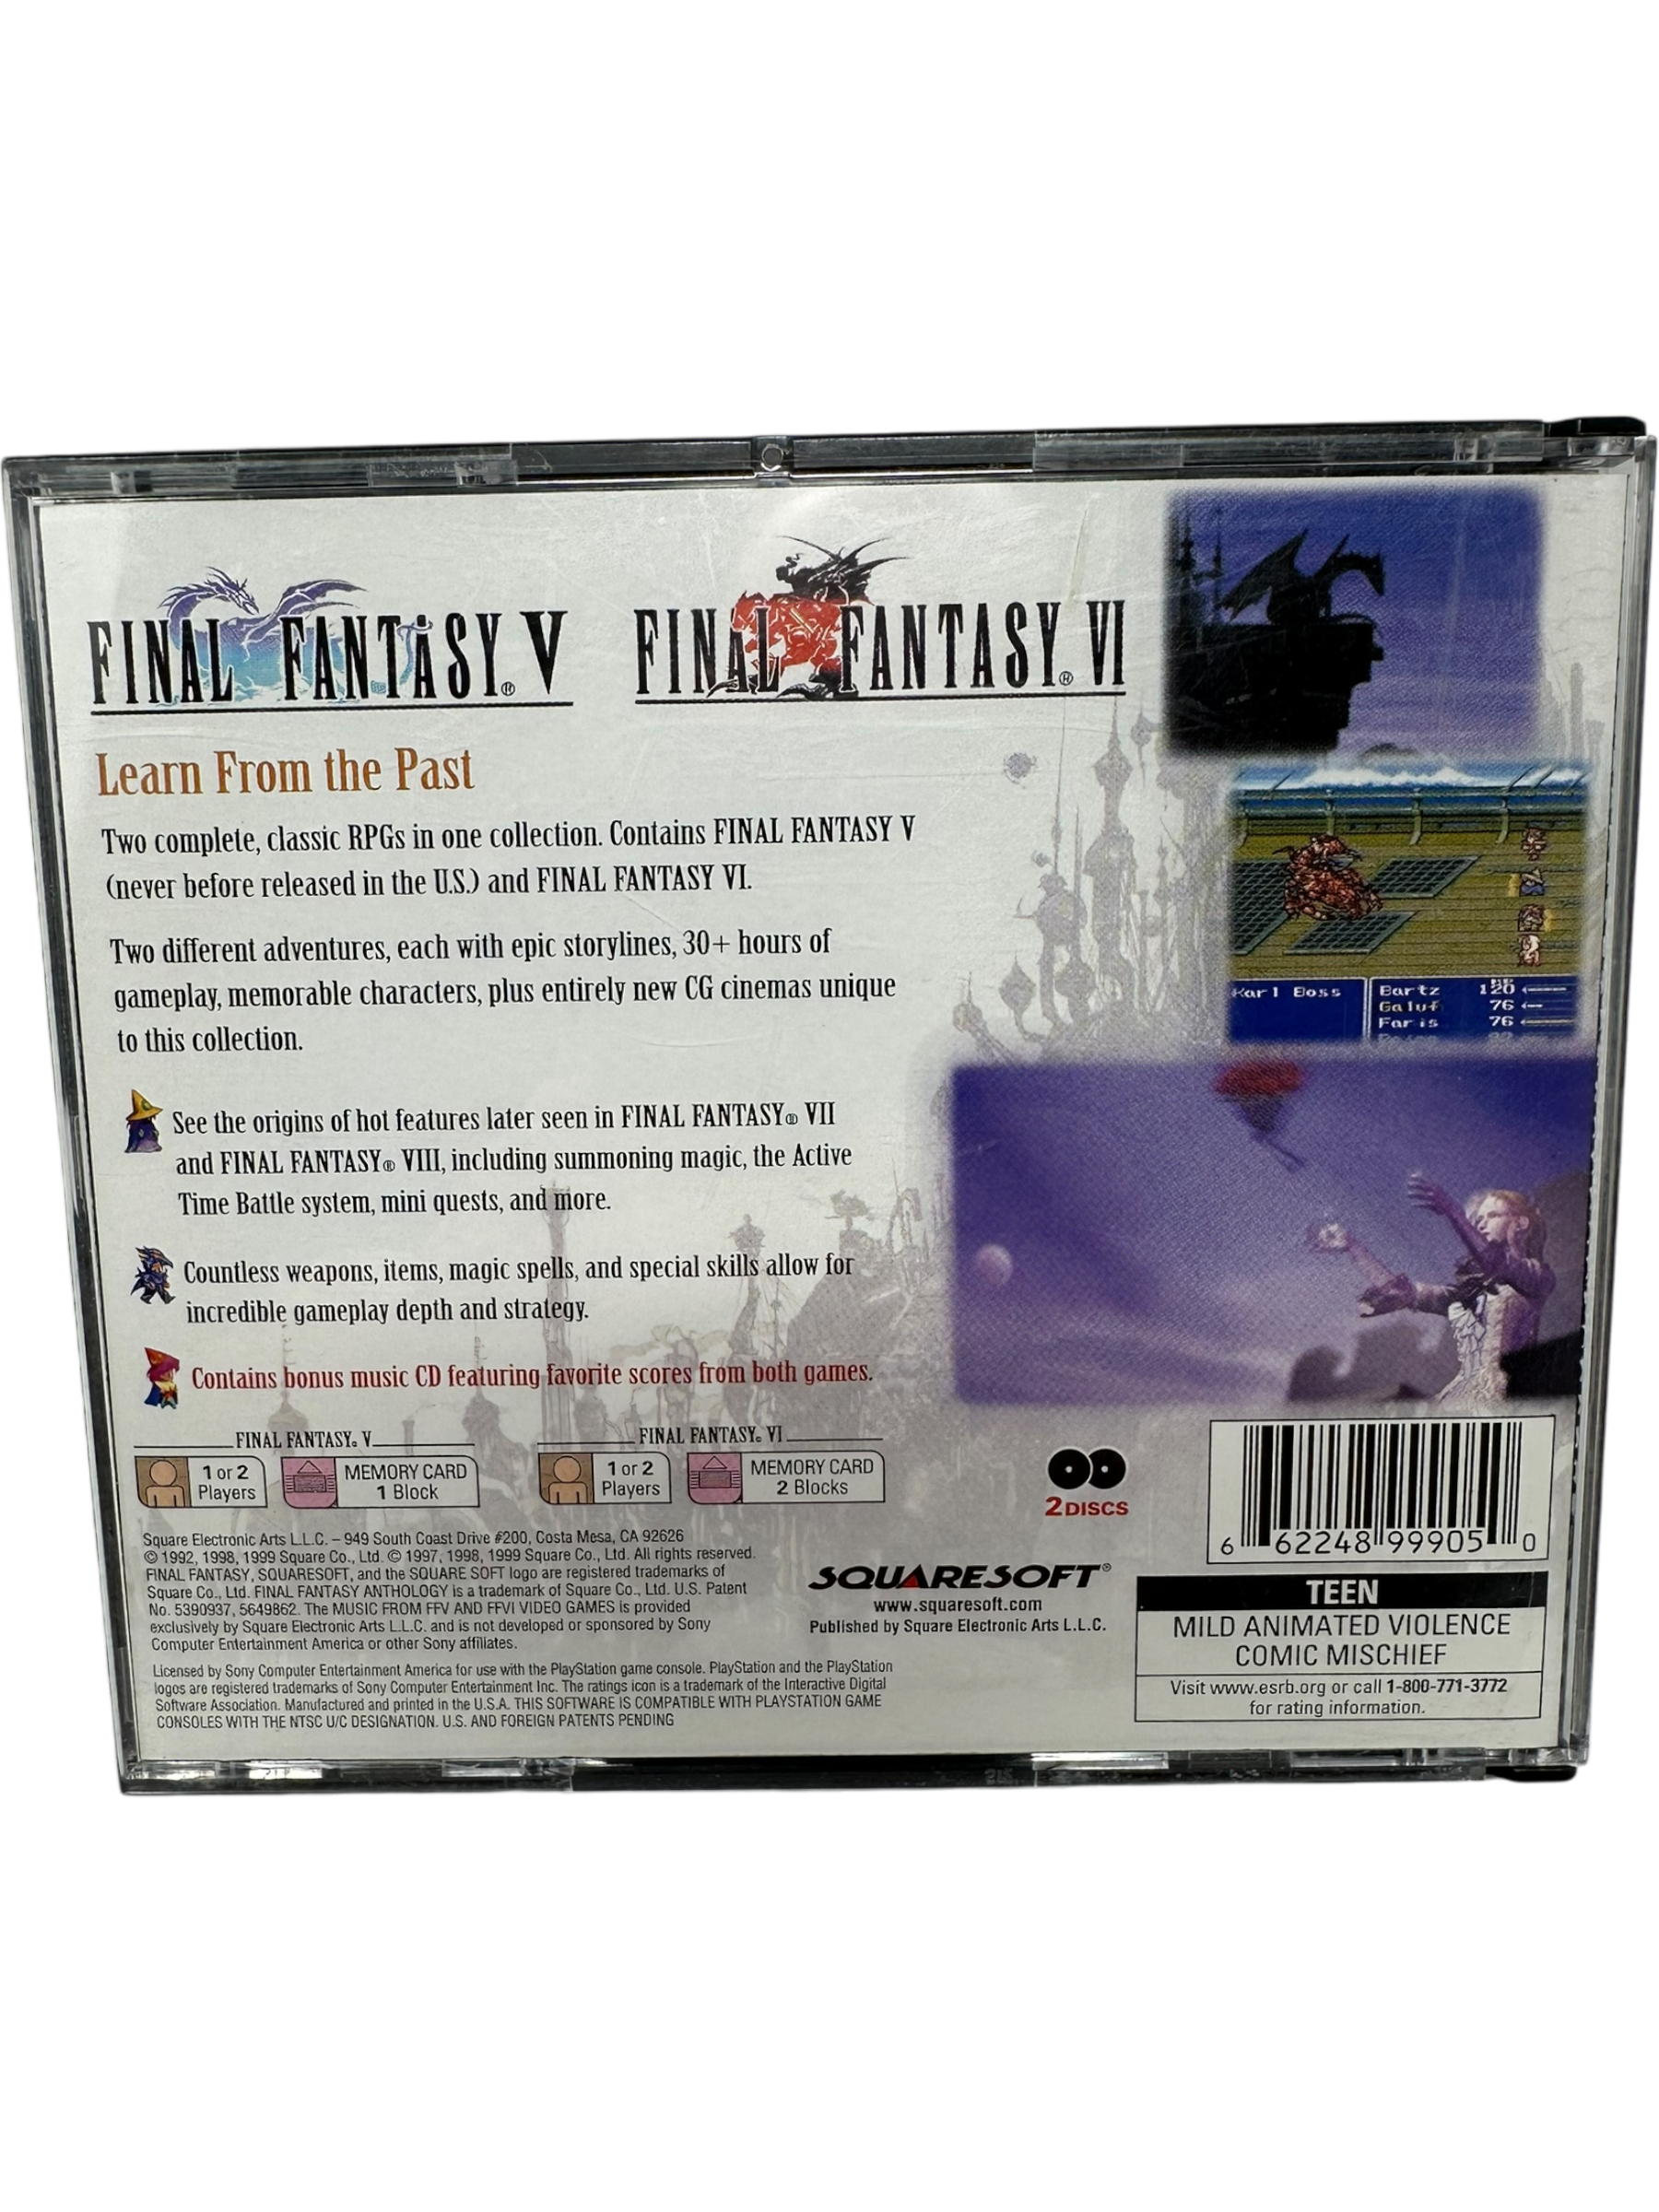 FINAL FANTASY® V
FINAL FANTASY® VI
Learn From the Past
Two complete, classic RPGs in one collection. Contains FINAL FANTASY V
(never before released in the U.S.) and FINAL FANTASY VI.
Two different adventures, each with epic storylines, 30+ hours of
gameplay, memorable characters, plus entirely new CG cinemas unique
to this collection.
See the origins of hot features later seen in FINAL FANTASY® VII
and FINAL FANTASY® VIII, including summoning magic, the Active
Time Battle system, mini quests, and more.
Countless weapons, items, magic spells, and special skills allow for
incredible gameplay depth and strategy.
Contains bonus music CD featuring favorite scores from both games.
Karl Boss
Bartz 120
Galuf 76
Faris 76
FINAL FANTASY® V
1 or 2
Players
MEMORY CARD
1 Block
FINAL FANTASY® VI
1 or 2
Players
MEMORY CARD
2 Blocks
2 DISCS
6 62248 99905 0
Square Electronic Arts L.L.C. – 949 South Coast Drive #200, Costa Mesa, CA 92626
© 1992, 1998, 1999 Square Co., Ltd. © 1997, 1998, 1999 Square Co., Ltd. All rights reserved.
FINAL FANTASY, SQUARESOFT, and the SQUARE SOFT logo are registered trademarks of
Square Co., Ltd. FINAL FANTASY ANTHOLOGY is a trademark of Square Co., Ltd. U.S. Patent
No. 5390937, 5649862. The MUSIC FROM FFV AND FFVI VIDEO GAMES is provided
exclusively by Square Electronic Arts L.L.C. and is not developed or sponsored by Sony
Computer Entertainment America or other Sony affiliates.
Licensed by Sony Computer Entertainment America for use with the PlayStation game console. PlayStation and the PlayStation
logos are registered trademarks of Sony Computer Entertainment Inc. The ratings icon is a trademark of the Interactive Digital
Software Association. Manufactured and printed in the U.S.A. THIS SOFTWARE IS COMPATIBLE WITH PLAYSTATION GAME
CONSOLES WITH THE NTSC U/C DESIGNATION. U.S. AND FOREIGN PATENTS PENDING
SQUARESOFT®
www.squaresoft.com
Published by Square Electronic Arts L.L.C.
TEEN
MILD ANIMATED VIOLENCE
COMIC MISCHIEF
Visit www.esrb.org or call 1-800-771-3772
for rating information.